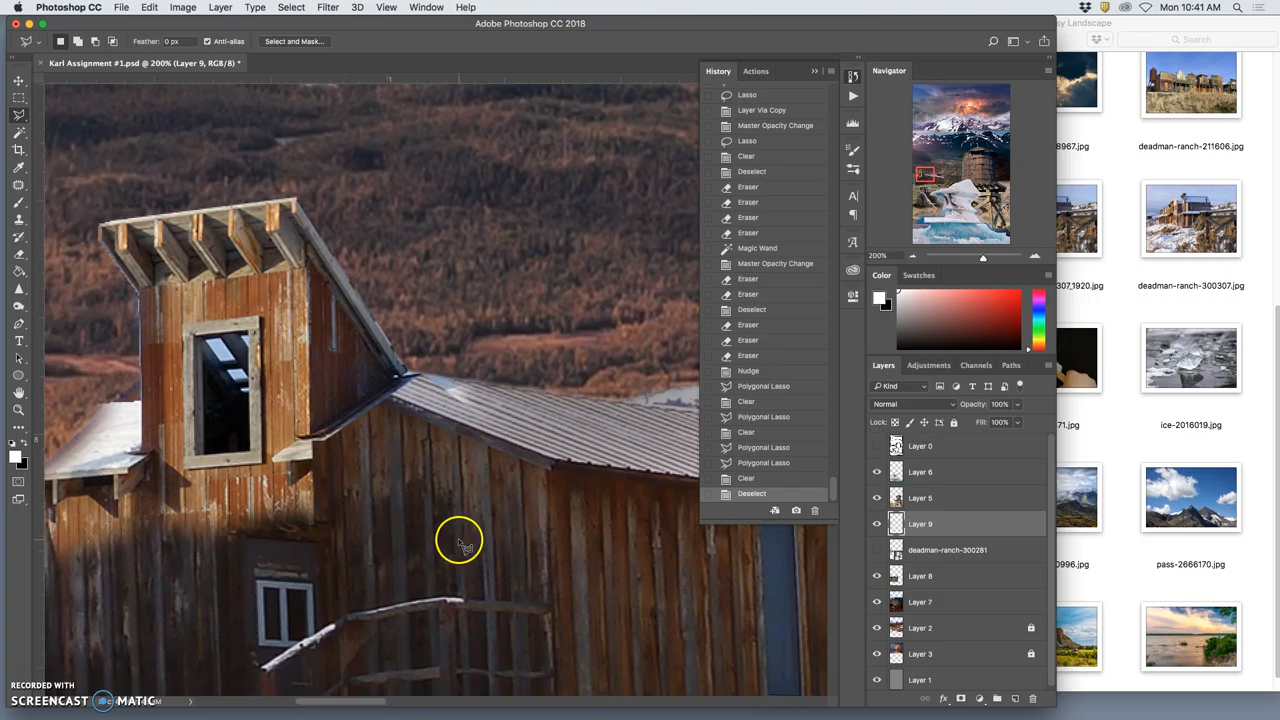 Photoshop CC File Edit Image Layer Type Select Filter 3D View Window Help Mon 10:41 AM
Adobe Photoshop CC 2018
Feather: 0 px Anti-alias Select and Mask...
Search
Karl Assignment #1.psd @ 200% (Layer 9, RGB/8) *
History Actions
Navigator
Lasso
Layer Via Copy
Master Opacity Change
Lasso
Clear
Deselect
Eraser
Eraser
Eraser
Eraser
Magic Wand
Master Opacity Change
Eraser
Eraser
Deselect
Eraser
Eraser
Eraser
Nudge
Polygonal Lasso
Clear
Polygonal Lasso
Clear
Polygonal Lasso
Polygonal Lasso
Clear
Deselect
200%
Color Swatches
Layers Adjustments Channels Paths
Kind
Normal Opacity: 100%
Lock: Fill: 100%
Layer 0
Layer 6
Layer 5
Layer 9
deadman-ranch-300281
Layer 8
Layer 7
Layer 2
Layer 3
Layer 1
8967.jpg deadman-ranch-211606.jpg
307_1920.jpg deadman-ranch-300307.jpg
71.jpg ice-2016019.jpg
0996.jpg pass-2666170.jpg
RECORDED WITH
SCREENCAST MATIC